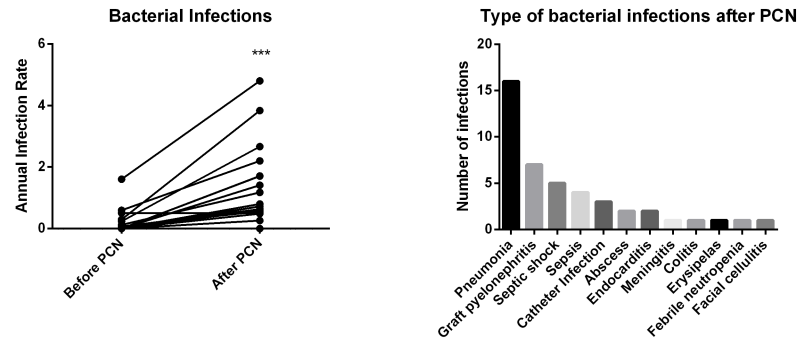 Bacterial Infections
***
Annual Infection Rate
6
4
2
0
Before PCN
After PCN
Type of bacterial infections after PCN
Number of infections
20
15
10
5
0
Pneumonia
Graft pyelonephritis
Septic shock
Sepsis
Catheter Infection
Abscess
Endocarditis
Meningitis
Colitis
Erysipelas
Febrile neutropenia
Facial cellulitis